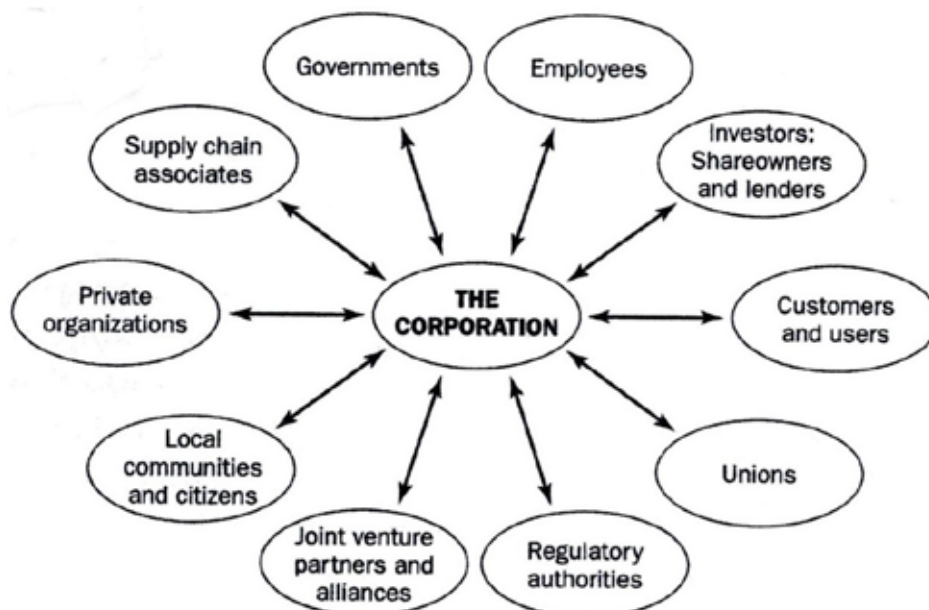 Governments
Employees
Supply chain
associates
Investors:
Shareowners
and lenders
Private
organizations
THE
CORPORATION
Customers
and users
Local
communities
and citizens
Unions
Joint venture
partners and
alliances
Regulatory
authorities